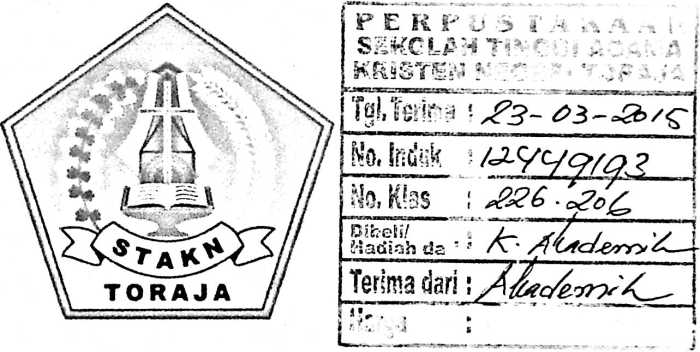 STAKN
TORAJA
PERPUSTAKAAN
SEKOLAH TINGGI AGAMA
KRISTEN NEGERI TORAJA
Tgl. Terima : 23-03-2015
No. Induk : 12449193
No. Klas : 226.206
Dibeli/
Hadiah da : K. Akademik
Terima dari : Akademik
Harga :